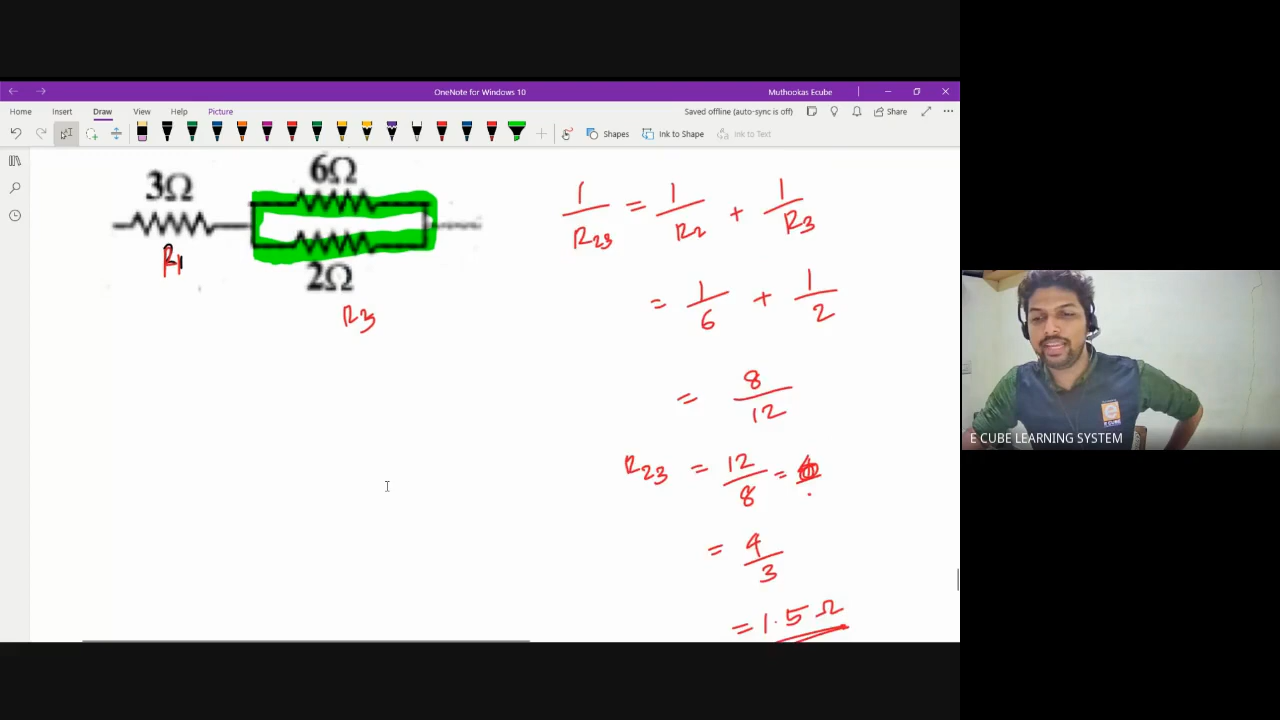 OneNote for Windows 10
Muthookas Ecube
Home Insert Draw View Help Picture
Saved offline (auto-sync is off)
Share
Shapes
Ink to Shape
Ink to Text
3Ω
6Ω
R1
2Ω
R3
1/R23 = 1/R2 + 1/R3
= 1/6 + 1/2
= 8/12
R23 = 12/8 =
= 4/3
= 1.5 Ω
E CUBE LEARNING SYSTEM